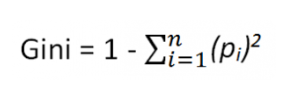 Gini = 1 - ∑ⁿᵢ₌₁(pᵢ)²